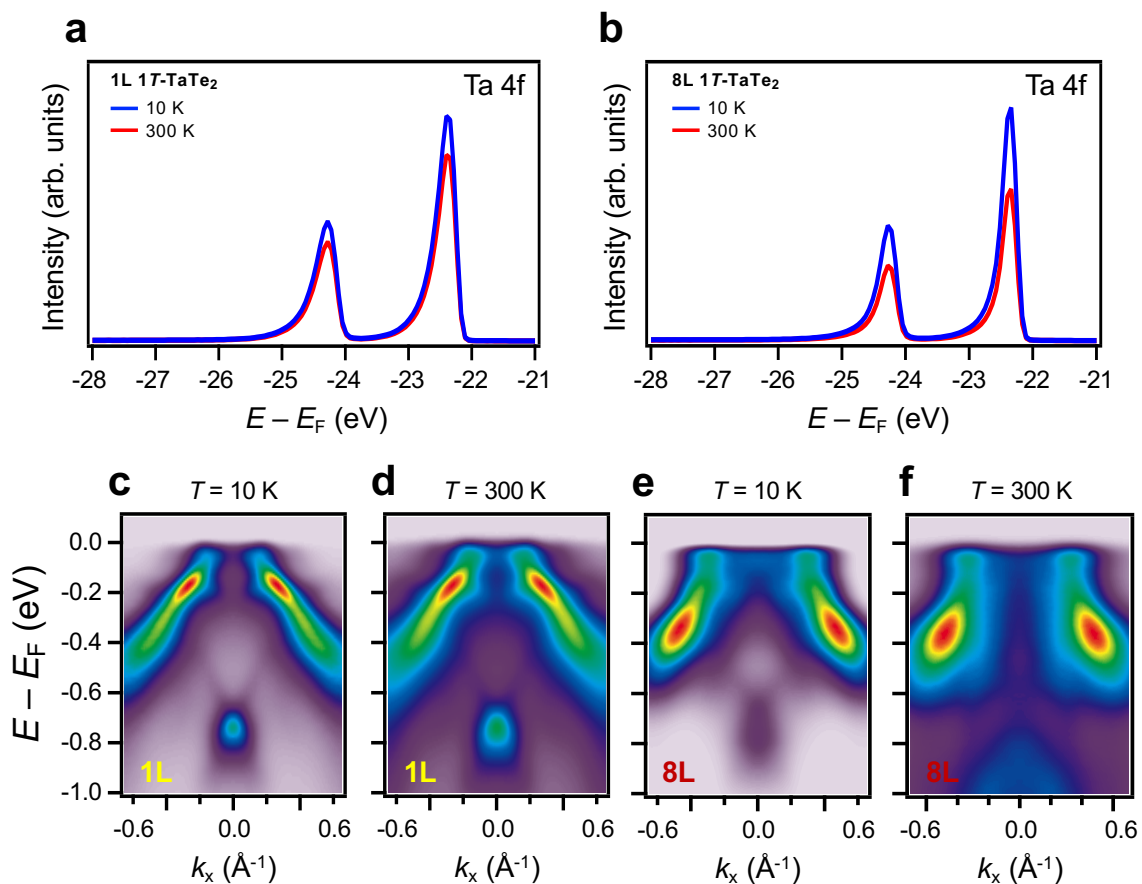 a
1L 1T-TaTe₂
Ta 4f
10 K
300 K
Intensity (arb. units)
-28 -27 -26 -25 -24 -23 -22 -21
E – E_F (eV)
b
8L 1T-TaTe₂
Ta 4f
10 K
300 K
Intensity (arb. units)
-28 -27 -26 -25 -24 -23 -22 -21
E – E_F (eV)
c
T = 10 K
E – E_F (eV)
0.0
-0.2
-0.4
-0.6
-0.8
-1.0
1L
-0.6 0.0 0.6
kₓ (Å⁻¹)
d
T = 300 K
1L
-0.6 0.0 0.6
kₓ (Å⁻¹)
e
T = 10 K
8L
-0.6 0.0 0.6
kₓ (Å⁻¹)
f
T = 300 K
8L
-0.6 0.0 0.6
kₓ (Å⁻¹)